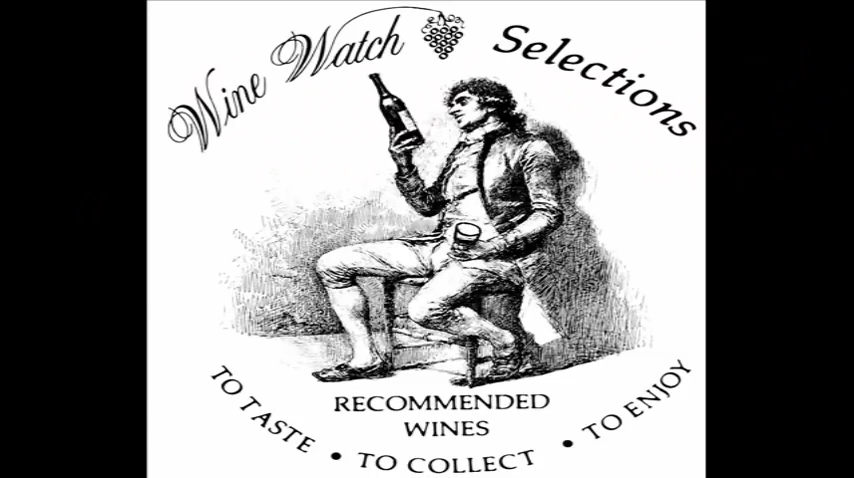 Wine Watch Selections
RECOMMENDED
WINES
TO TASTE • TO COLLECT • TO ENJOY